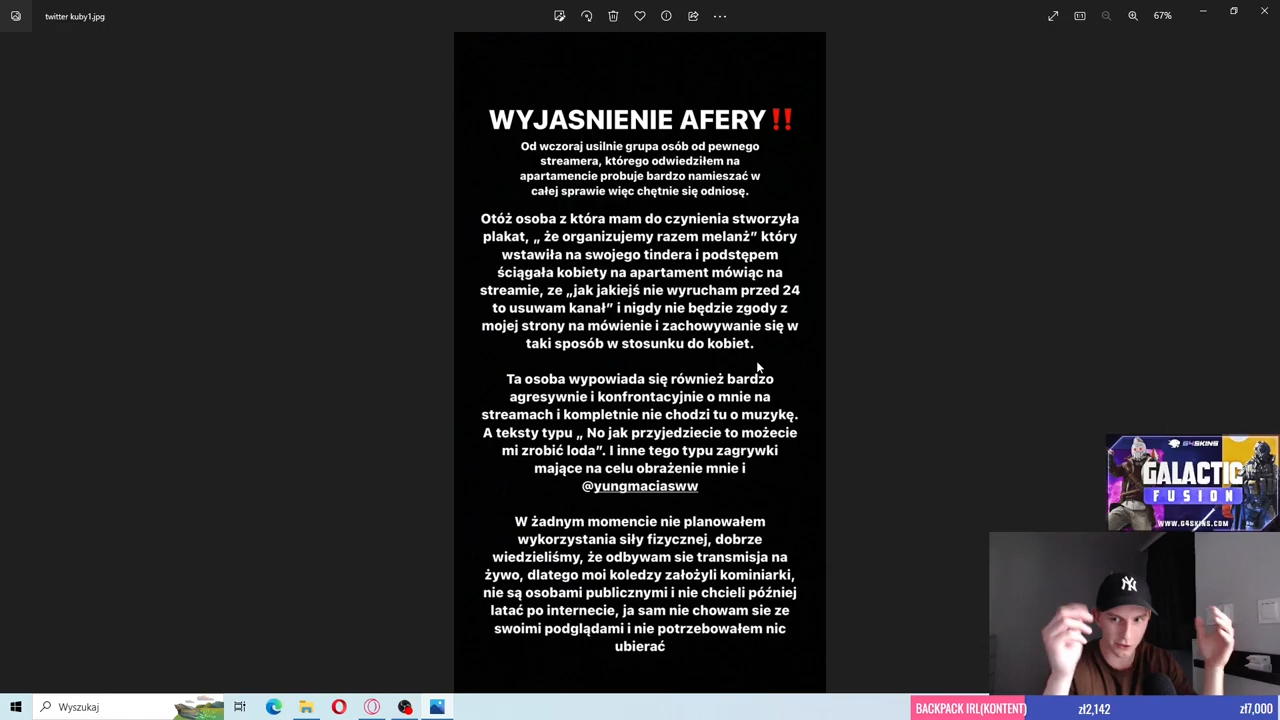 twitter kuby1.jpg
67%
WYJASNIENIE AFERY‼️
Od wczoraj usilnie grupa osób od pewnego
streamera, którego odwiedziłem na
apartamencie probuje bardzo namieszać w
całej sprawie więc chętnie się odniosę.
Otóż osoba z która mam do czynienia stworzyła
plakat, „ że organizujemy razem melanż” który
wstawiła na swojego tindera i podstępem
ściągała kobiety na apartament mówiąc na
streamie, ze „jak jakiejś nie wyrucham przed 24
to usuwam kanał” i nigdy nie będzie zgody z
mojej strony na mówienie i zachowywanie się w
taki sposób w stosunku do kobiet.
Ta osoba wypowiada się również bardzo
agresywnie i konfrontacyjnie o mnie na
streamach i kompletnie nie chodzi tu o muzykę.
A teksty typu „ No jak przyjedziecie to możecie
mi zrobić loda”. I inne tego typu zagrywki
mające na celu obrażenie mnie i
@yungmaciasww
W żadnym momencie nie planowałem
wykorzystania siły fizycznej, dobrze
wiedzieliśmy, że odbywam sie transmisja na
żywo, dlatego moi koledzy założyli kominiarki,
nie są osobami publicznymi i nie chcieli później
latać po internecie, ja sam nie chowam sie ze
swoimi podglądami i nie potrzebowałem nic
ubierać
G4SKINS
GALACTIC
FUSION
WWW.G4SKINS.COM
NY
Wyszukaj
BACKPACK IRL(KONTENT)
zł2,142
zł7,000